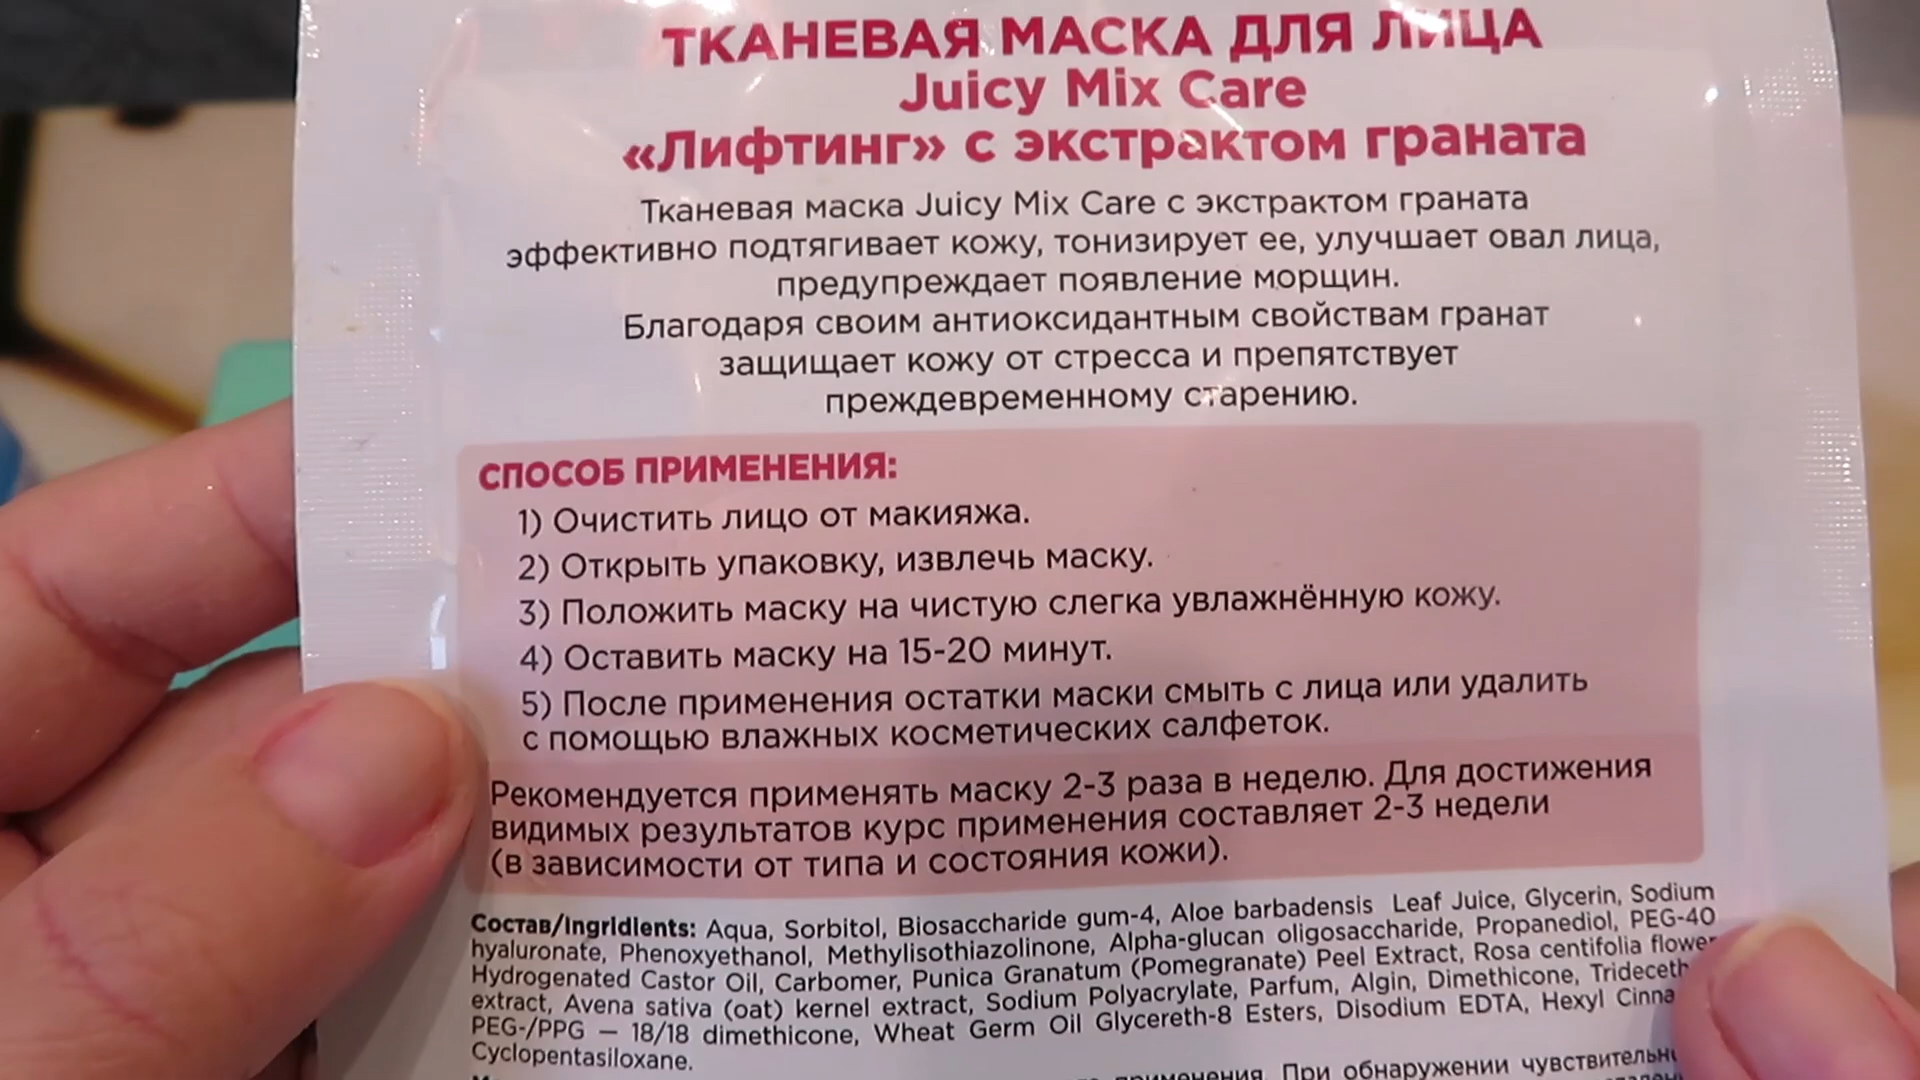 ТКАНЕВАЯ МАСКА ДЛЯ ЛИЦА
Juicy Mix Care
«Лифтинг» с экстрактом граната
Тканевая маска Juicy Mix Care с экстрактом граната
эффективно подтягивает кожу, тонизирует ее, улучшает овал лица,
предупреждает появление морщин.
Благодаря своим антиоксидантным свойствам гранат
защищает кожу от стресса и препятствует
преждевременному старению.
СПОСОБ ПРИМЕНЕНИЯ:
1) Очистить лицо от макияжа.
2) Открыть упаковку, извлечь маску.
3) Положить маску на чистую слегка увлажнённую кожу.
4) Оставить маску на 15-20 минут.
5) После применения остатки маски смыть с лица или удалить
с помощью влажных косметических салфеток.
Рекомендуется применять маску 2-3 раза в неделю. Для достижения
видимых результатов курс применения составляет 2-3 недели
(в зависимости от типа и состояния кожи).
Состав/Ingridients: Aqua, Sorbitol, Biosaccharide gum-4, Aloe barbadensis Leaf Juice, Glycerin, Sodium
hyaluronate, Phenoxyethanol, Methylisothiazolinone, Alpha-glucan oligosaccharide, Propanediol, PEG-40
Hydrogenated Castor Oil, Carbomer, Punica Granatum (Pomegranate) Peel Extract, Rosa centifolia flower
extract, Avena sativa (oat) kernel extract, Sodium Polyacrylate, Parfum, Algin, Dimethicone, Trideceth
PEG-/PPG – 18/18 dimethicone, Wheat Germ Oil Glycereth-8 Esters, Disodium EDTA, Hexyl Cinna
Cyclopentasiloxane.
применения. При обнаружении